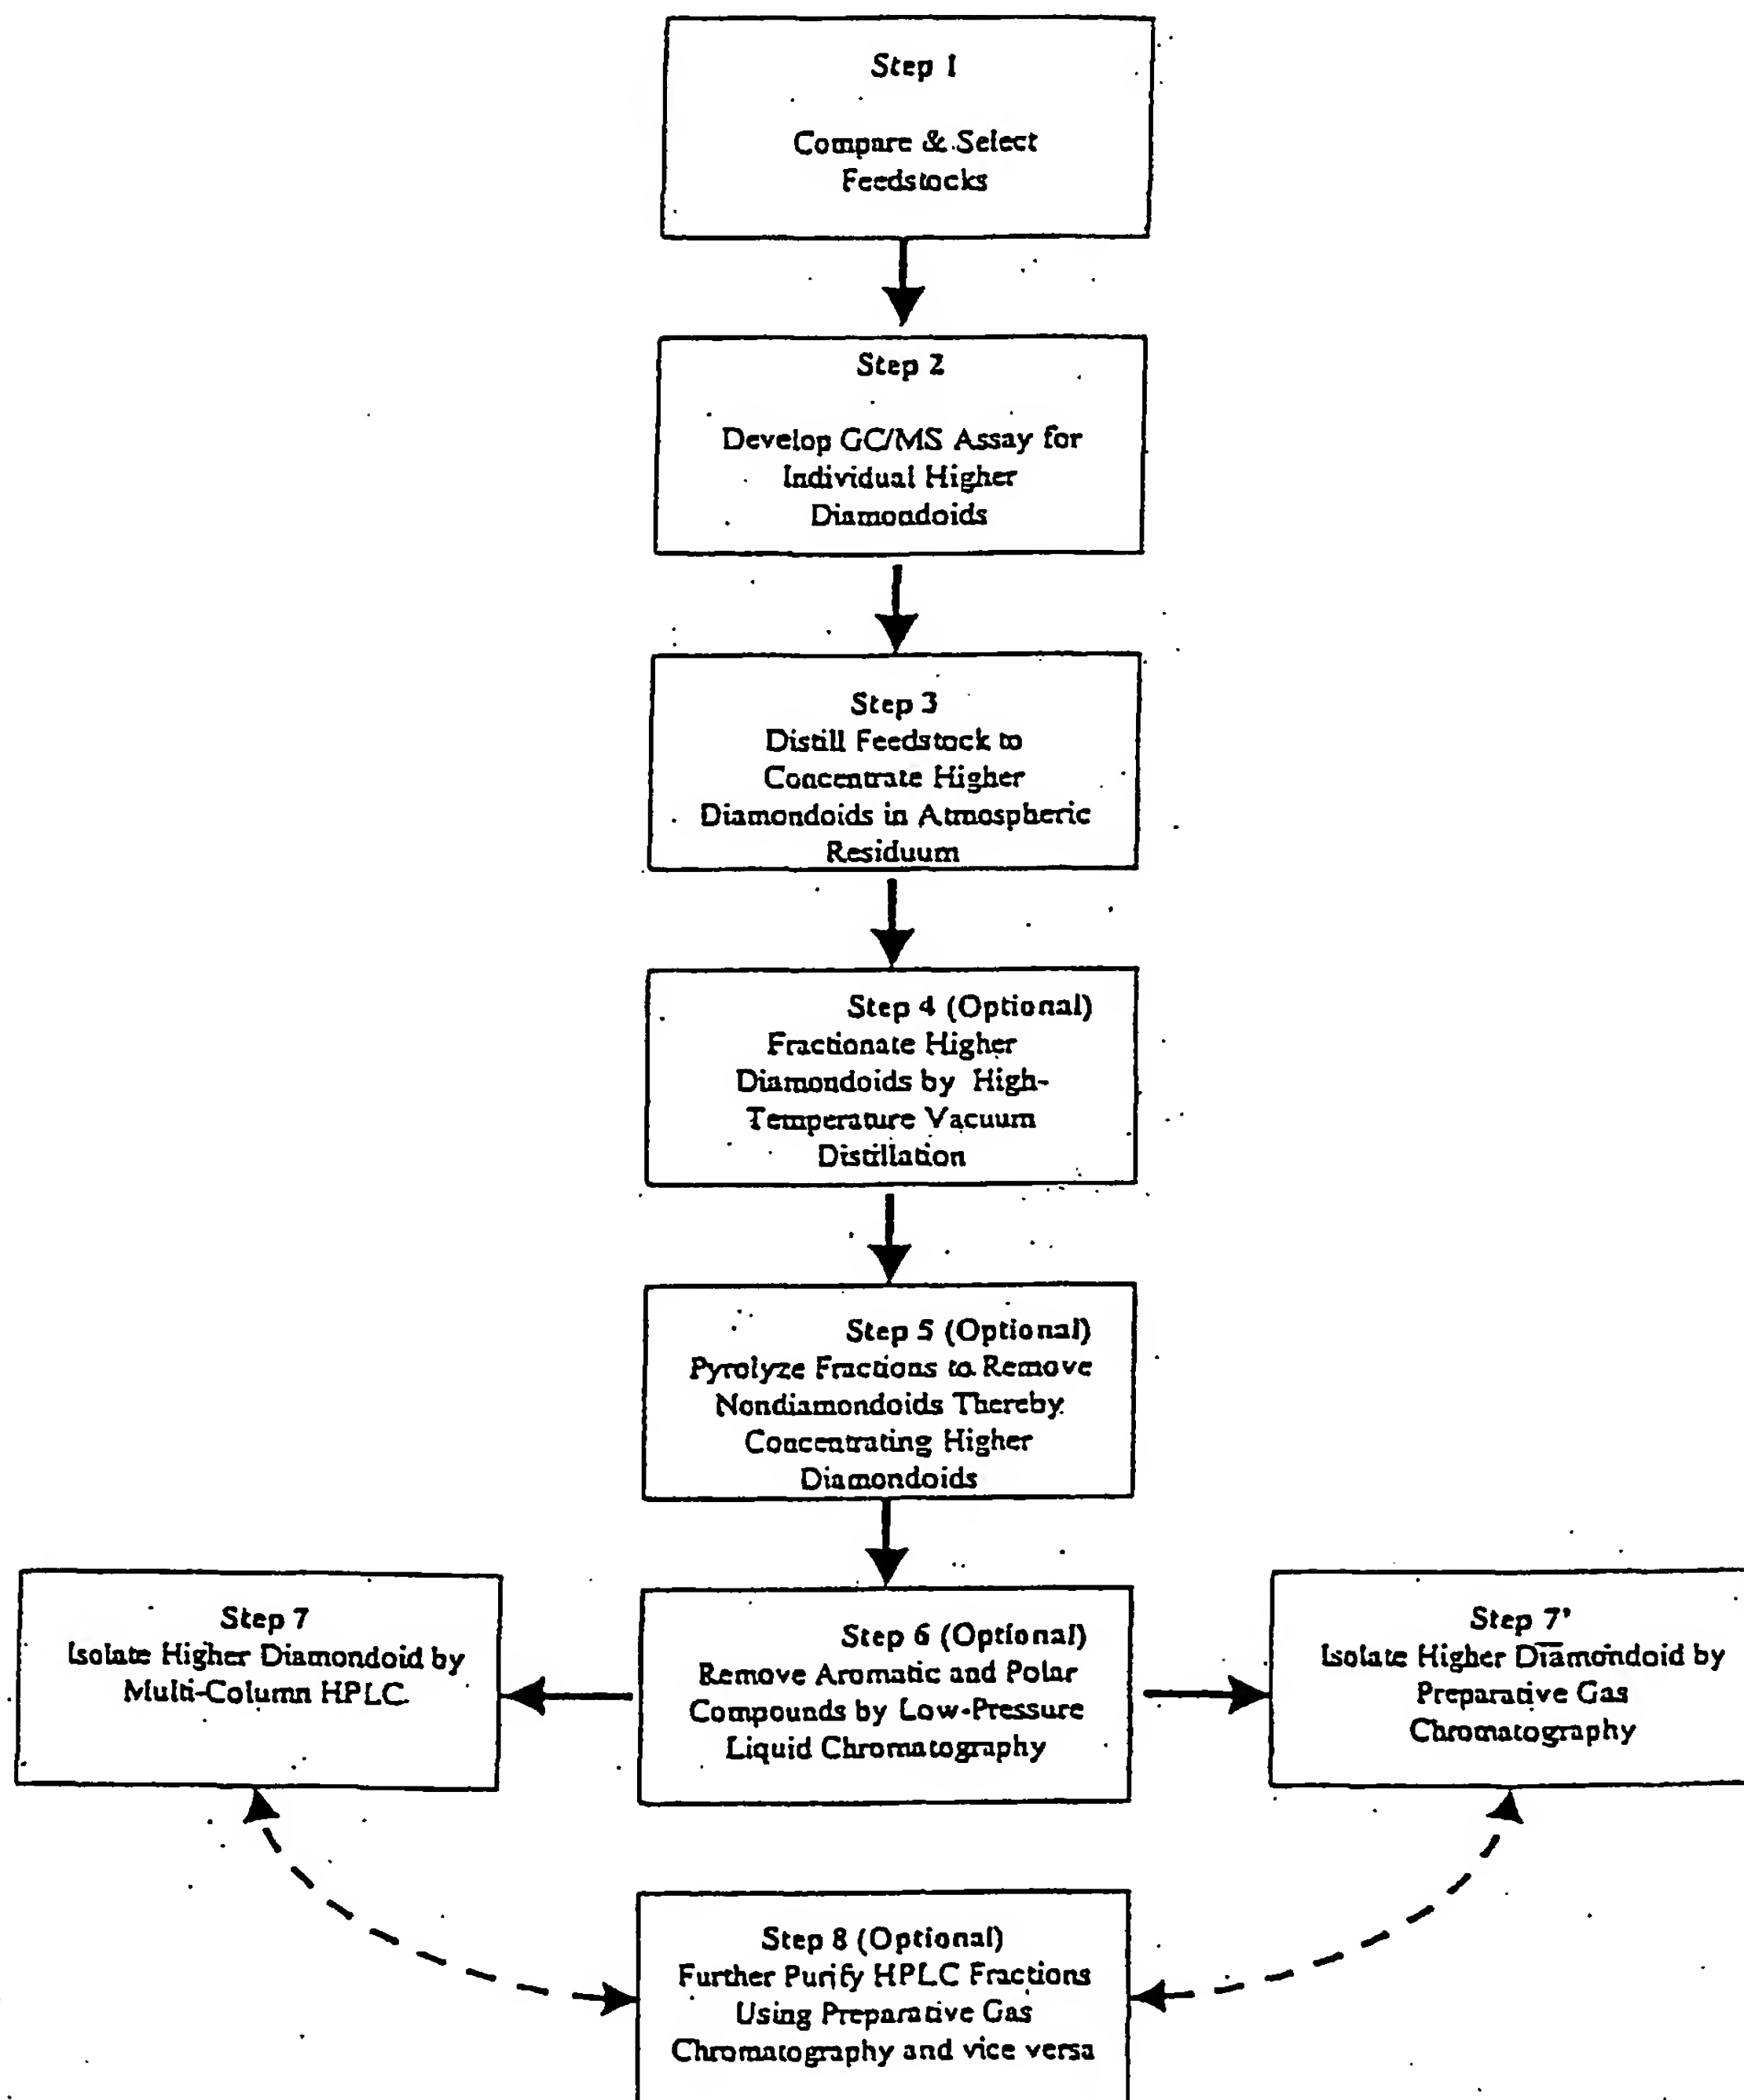 Step 1
Compare & Select
Feedstocks
Step 2
Develop GC/MS Assay for
Individual Higher
Diamondoids
Step 3
Distill Feedstock to
Concentrate Higher
Diamondoids in Atmospheric
Residuum
Step 4 (Optional)
Fractionate Higher
Diamondoids by High-
Temperature Vacuum
Distillation
Step 5 (Optional)
Pyrolyze Fractions to Remove
Nondiamondoids Thereby
Concentrating Higher
Diamondoids
Step 7
Isolate Higher Diamondoid by
Multi-Column HPLC
Step 6 (Optional)
Remove Aromatic and Polar
Compounds by Low-Pressure
Liquid Chromatography
Step 7'
Isolate Higher Diamondoid by
Preparative Gas
Chromatography
Step 8 (Optional)
Further Purify HPLC Fractions
Using Preparative Gas
Chromatography and vice versa